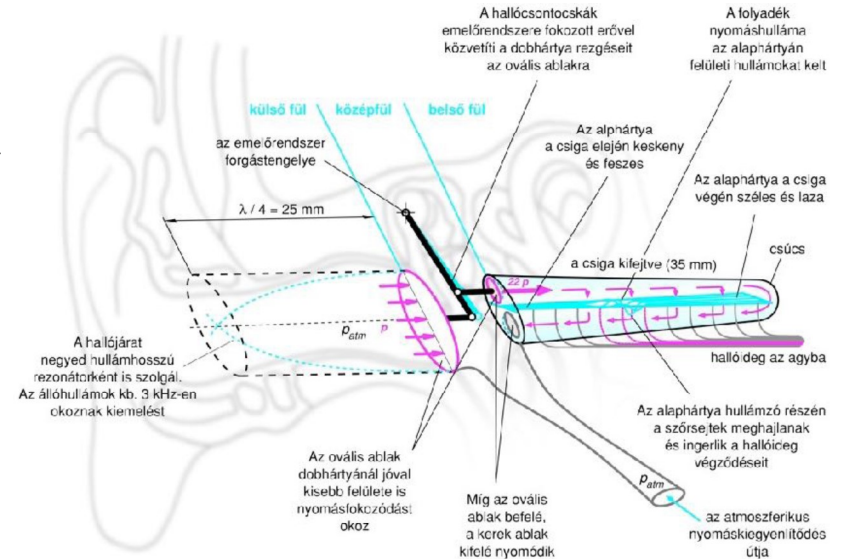 A hallócsontocskák
emelőrendszere fokozott erővel
közvetíti a dobhártya rezgéseit
az ovális ablakra
A folyadék
nyomáshulláma
az alaphártyán
felületi hullámokat kelt
külső fül
középfül
belső fül
az emelőrendszer
forgástengelye
Az alphártya
a csiga elején keskeny
és feszes
Az alaphártya a csiga
végén széles és laza
λ / 4 = 25 mm
a csiga kifejtve (35 mm)
csúcs
22 p
p atm
p
hallóideg az agyba
A hallójárat
negyed hullámhosszú
rezonátorként is szolgál.
Az állóhullámok kb. 3 kHz-en
okoznak kiemelést
Az alaphártya hullámzó részén
a szőrsejtek meghajlanak
és ingerlik a hallóideg
végződéseit
Az ovális ablak
dobhártyánál jóval
kisebb felülete is
nyomásfokozódást
okoz
Míg az ovális
ablak befelé,
a kerek ablak
kifelé nyomódik
p atm
az atmoszferikus
nyomáskiegyenlítődés
útja